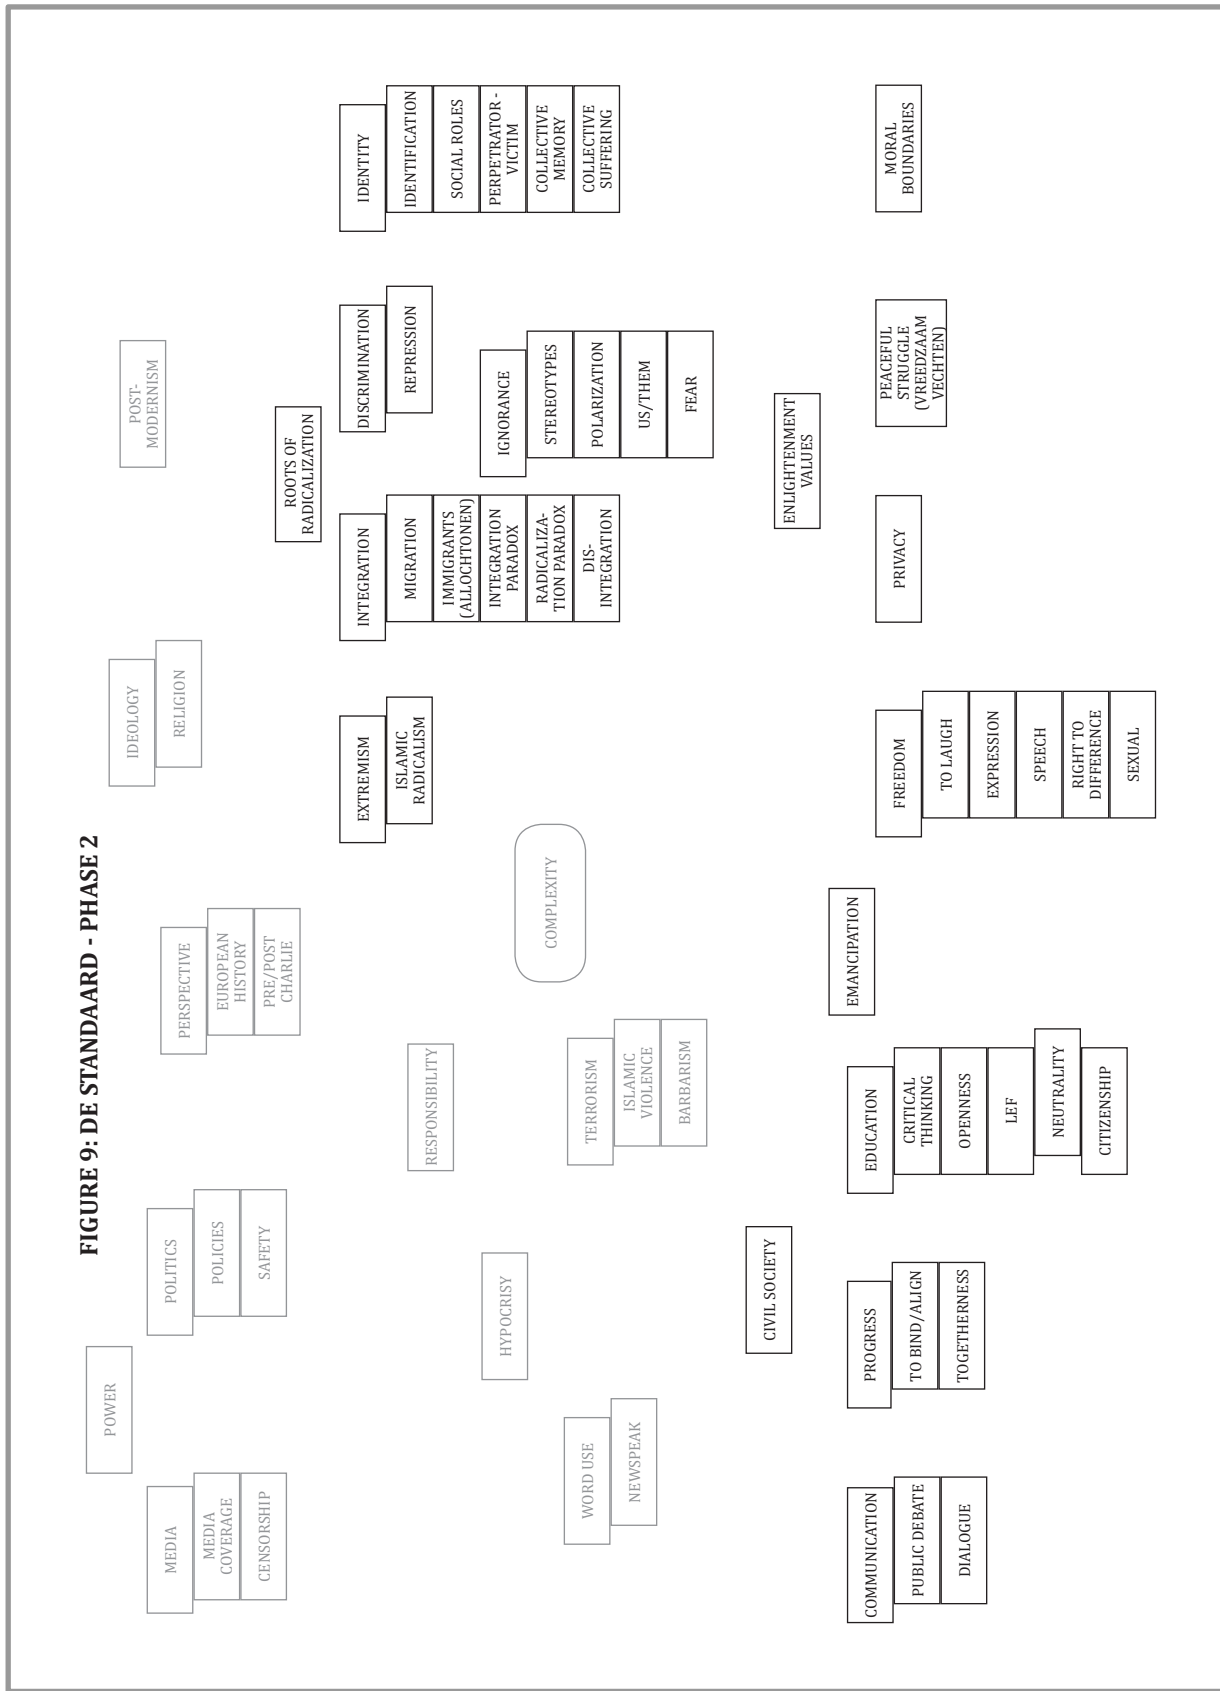 FIGURE 9: DE STANDAARD - PHASE 2
POWER
MEDIA
MEDIA
COVERAGE
CENSORSHIP
POLITICS
POLICIES
SAFETY
PERSPECTIVE
EUROPEAN
HISTORY
PRE/POST
CHARLIE
IDEOLOGY
RELIGION
POST-
MODERNISM
ROOTS OF
RADICALIZATION
EXTREMISM
ISLAMIC
RADICALISM
INTEGRATION
MIGRATION
IMMIGRANTS
(ALLOCHTONEN)
INTEGRATION
PARADOX
RADICALIZA-
TION PARADOX
DIS-
INTEGRATION
DISCRIMINATION
REPRESSION
IDENTITY
IDENTIFICATION
SOCIAL ROLES
PERPETRATOR -
VICTIM
COLLECTIVE
MEMORY
COLLECTIVE
SUFFERING
IGNORANCE
STEREOTYPES
POLARIZATION
US/THEM
FEAR
RESPONSIBILITY
HYPOCRISY
COMPLEXITY
WORD USE
NEWSPEAK
TERRORISM
ISLAMIC
VIOLENCE
BARBARISM
CIVIL SOCIETY
ENLIGHTENMENT
VALUES
COMMUNICATION
PUBLIC DEBATE
DIALOGUE
PROGRESS
TO BIND/ALIGN
TOGETHERNESS
EDUCATION
CRITICAL
THINKING
OPENNESS
LEF
NEUTRALITY
CITIZENSHIP
EMANCIPATION
FREEDOM
TO LAUGH
EXPRESSION
SPEECH
RIGHT TO
DIFFERENCE
SEXUAL
PRIVACY
PEACEFUL
STRUGGLE
(VREEDZAAM
VECHTEN)
MORAL
BOUNDARIES